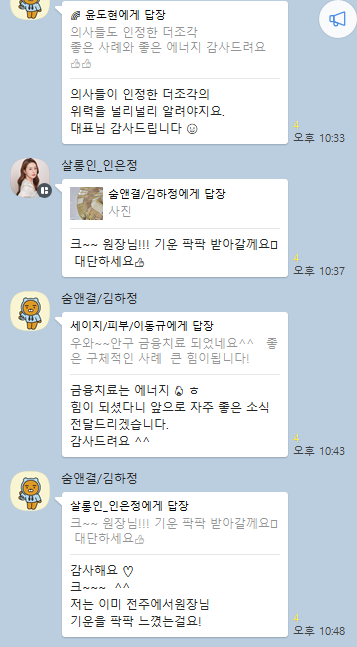 🌈 윤도현에게 답장
의사들도 인정한 더조각
좋은 사례와 좋은 에너지 감사드려요
👍👍
의사들이 인정한 더조각의
위력을 널리널리 알려야지요.
대표님 감사드립니다 😊
4
오후 10:33
살롱인_인은정
숨앤결/김하정에게 답장
사진
크~~ 원장님!!! 기운 팍팍 받아갈께요
대단하세요👍
4
오후 10:37
숨앤결/김하정
세이지/피부/이동규에게 답장
우와~~안구 금융치료 되었네요^^ 좋
은 구체적인 사례 큰 힘이됩니다!
금융치료는 에너지 ㅎ
힘이 되셨다니 앞으로 자주 좋은 소식
전달드리겠습니다.
감사드려요 ^^
4
오후 10:43
숨앤결/김하정
살롱인_인은정에게 답장
크~~ 원장님!!! 기운 팍팍 받아갈께요
대단하세요👍
감사해요 ♡
크~~~ ^^
저는 이미 전주에서원장님
기운을 팍팍 느꼈는걸요!
4
오후 10:48